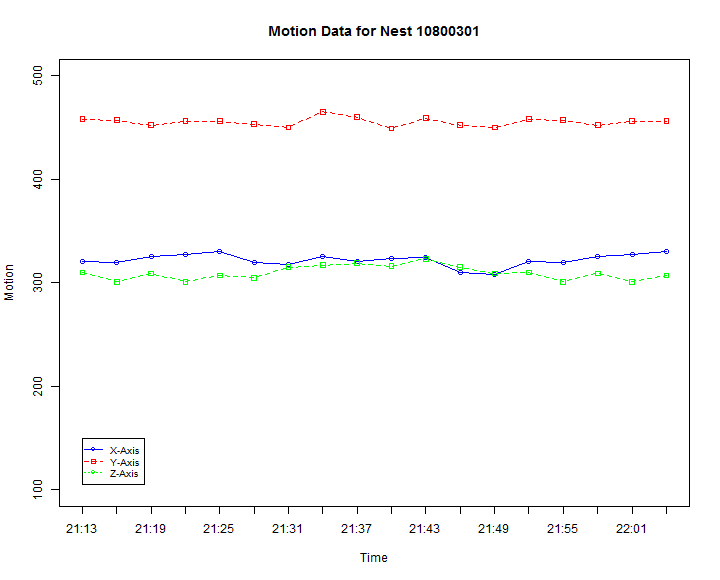 Motion Data for Nest 10800301
500
400
300
200
100
Motion
X-Axis
Y-Axis
Z-Axis
21:13 21:19 21:25 21:31 21:37 21:43 21:49 21:55 22:01
Time